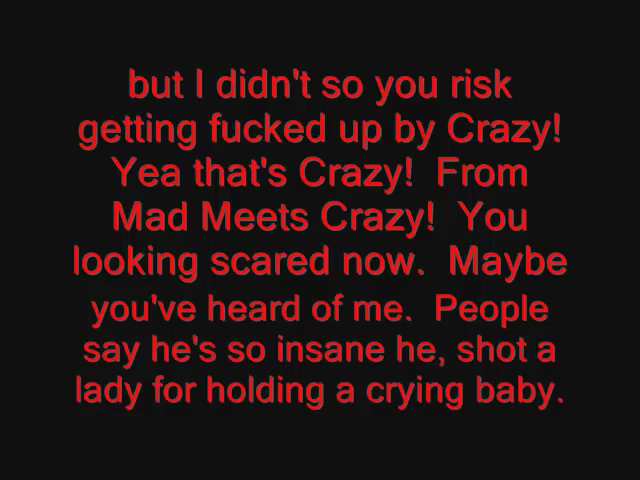 but I didn't so you risk
getting fucked up by Crazy!
Yea that's Crazy!  From
Mad Meets Crazy!  You
looking scared now.  Maybe
you've heard of me.  People
say he's so insane he, shot a
lady for holding a crying baby.